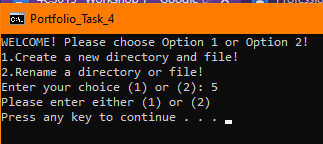 Portfolio_Task_4
WELCOME! Please choose Option 1 or Option 2!
1.Create a new directory and file!
2.Rename a directory or file!
Enter your choice (1) or (2): 5
Please enter either (1) or (2)
Press any key to continue . . .